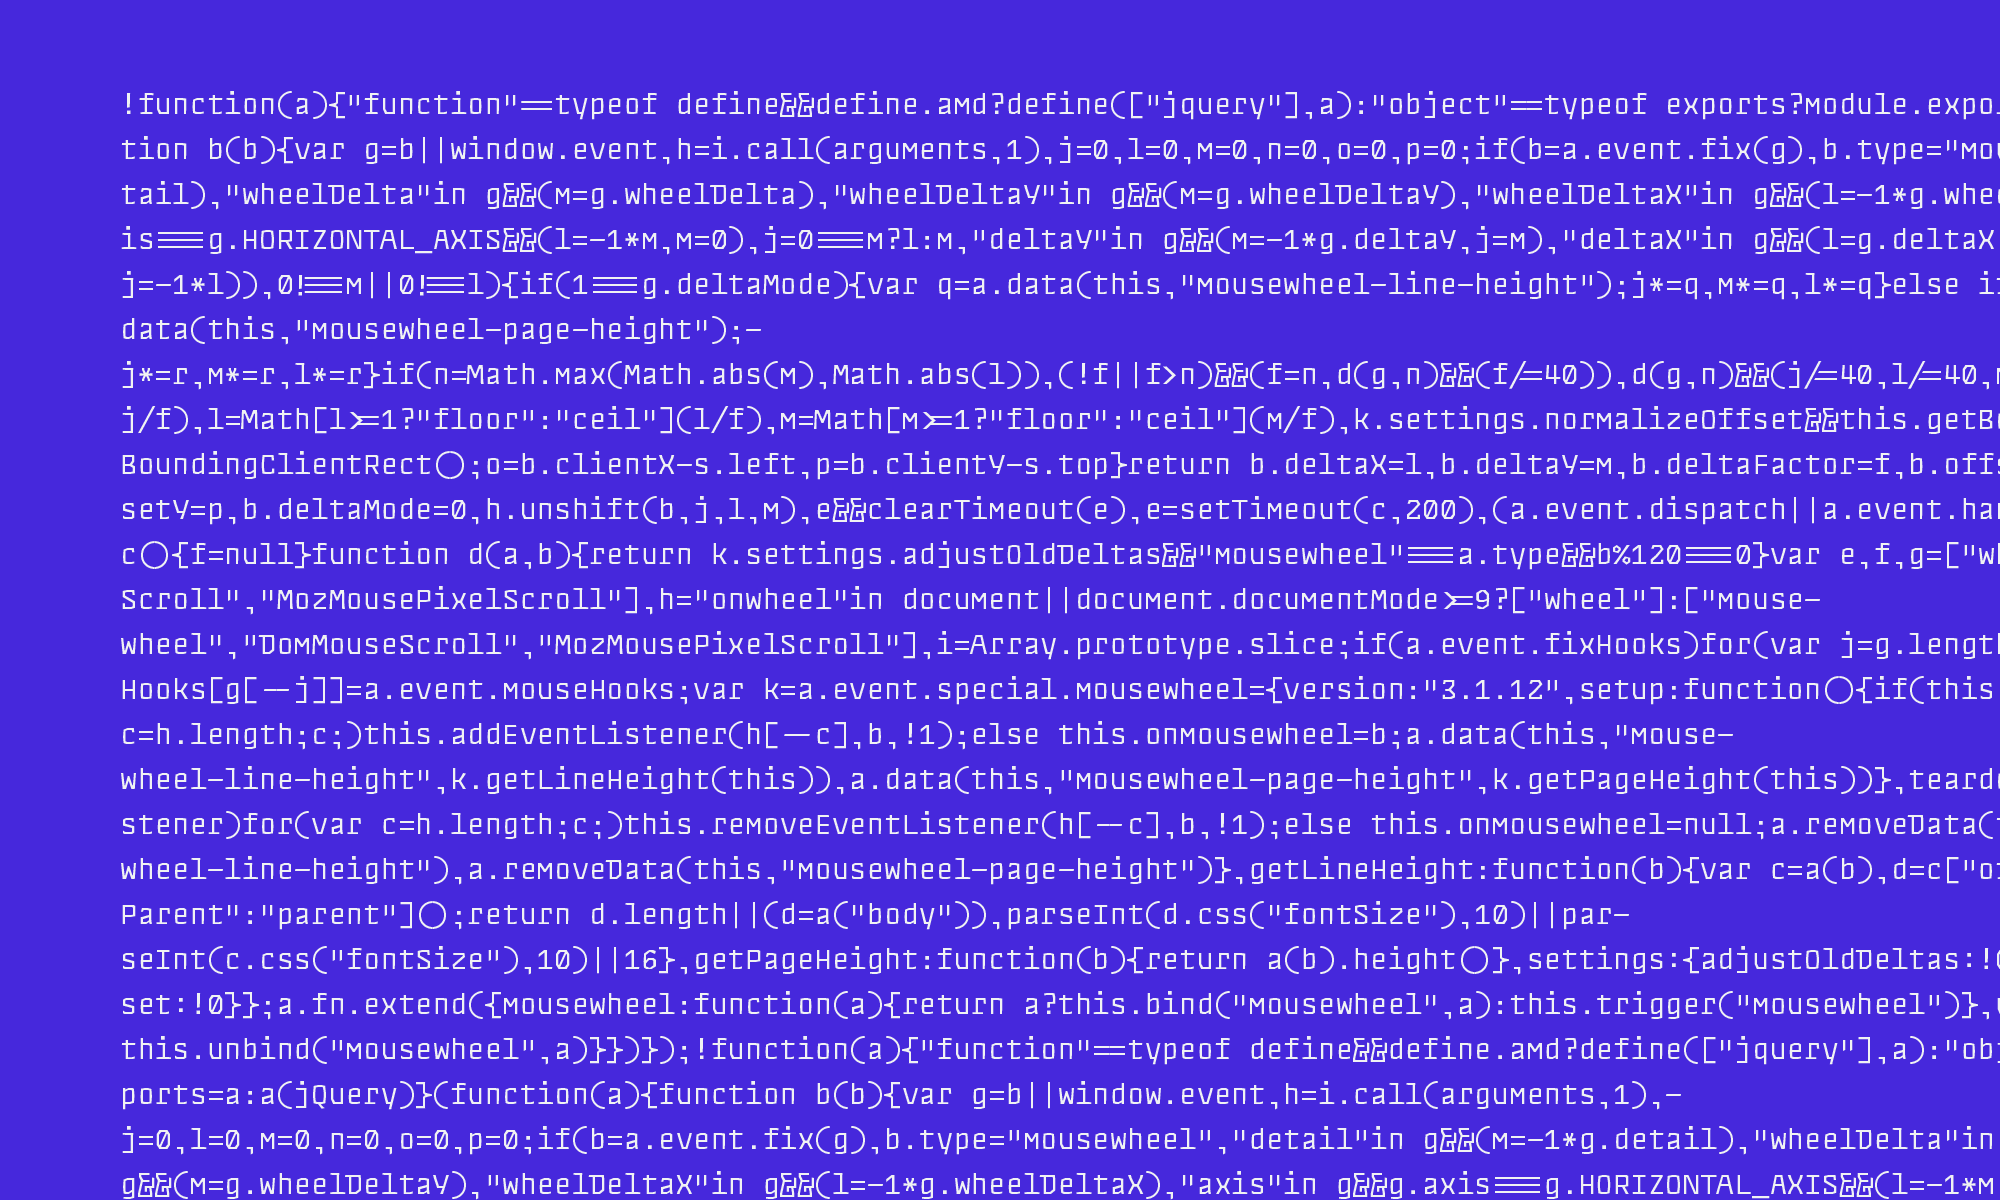 !function(a){"function"==typeof define&&define.amd?define(["jquery"],a):"object"==typeof exports?module.expo
tion b(b){var g=b||window.event,h=i.call(arguments,1),j=0,l=0,m=0,n=0,o=0,p=0;if(b=a.event.fix(g),b.type="mou
tail),"wheelDelta"in g&&(m=g.wheelDelta),"wheelDeltaY"in g&&(m=g.wheelDeltaY),"wheelDeltaX"in g&&(l=-1*g.whee
is===g.HORIZONTAL_AXIS&&(l=-1*m,m=0),j=0===m?l:m,"deltaY"in g&&(m=-1*g.deltaY,j=m),"deltaX"in g&&(l=g.deltaX
j=-1*l)),0!==m||0!==l){if(1===g.deltaMode){var q=a.data(this,"mousewheel-line-height");j*=q,m*=q,l*=q}else if
data(this,"mousewheel-page-height");-
j*=r,m*=r,l*=r}if(n=Math.max(Math.abs(m),Math.abs(l)),(!f||f>n)&&(f=n,d(g,n)&&(f/=40)),d(g,n)&&(j/=40,l/=40,m
j/f),l=Math[l>=1?"floor":"ceil"](l/f),m=Math[m>=1?"floor":"ceil"](m/f),k.settings.normalizeOffset&&this.getBo
BoundingClientRect();o=b.clientX-s.left,p=b.clientY-s.top}return b.deltaX=l,b.deltaY=m,b.deltaFactor=f,b.offs
setY=p,b.deltaMode=0,h.unshift(b,j,l,m),e&&clearTimeout(e),e=setTimeout(c,200),(a.event.dispatch||a.event.han
c(){f=null}function d(a,b){return k.settings.adjustOldDeltas&&"mousewheel"===a.type&&b%120===0}var e,f,g=["wh
Scroll","MozMousePixelScroll"],h="onwheel"in document||document.documentMode>=9?["wheel"]:["mouse-
wheel","DomMouseScroll","MozMousePixelScroll"],i=Array.prototype.slice;if(a.event.fixHooks)for(var j=g.length
Hooks[g[--j]]=a.event.mouseHooks;var k=a.event.special.mousewheel={version:"3.1.12",setup:function(){if(this
c=h.length;c;)this.addEventListener(h[--c],b,!1);else this.onmousewheel=b;a.data(this,"mouse-
wheel-line-height",k.getLineHeight(this)),a.data(this,"mousewheel-page-height",k.getPageHeight(this))},teardo
stener)for(var c=h.length;c;)this.removeEventListener(h[--c],b,!1);else this.onmousewheel=null;a.removeData(t
wheel-line-height"),a.removeData(this,"mousewheel-page-height")},getLineHeight:function(b){var c=a(b),d=c["of
Parent":"parent"]();return d.length||(d=a("body")),parseInt(d.css("fontSize"),10)||par-
seInt(c.css("fontSize"),10)||16},getPageHeight:function(b){return a(b).height()},settings:{adjustOldDeltas:!0
set:!0}};a.fn.extend({mousewheel:function(a){return a?this.bind("mousewheel",a):this.trigger("mousewheel")},u
this.unbind("mousewheel",a)}})});!function(a){"function"==typeof define&&define.amd?define(["jquery"],a):"obj
ports=a:a(jQuery)}(function(a){function b(b){var g=b||window.event,h=i.call(arguments,1),-
j=0,l=0,m=0,n=0,o=0,p=0;if(b=a.event.fix(g),b.type="mousewheel","detail"in g&&(m=-1*g.detail),"wheelDelta"in
g&&(m=g.wheelDeltaY),"wheelDeltaX"in g&&(l=-1*g.wheelDeltaX),"axis"in g&&g.axis===g.HORIZONTAL_AXIS&&(l=-1*m